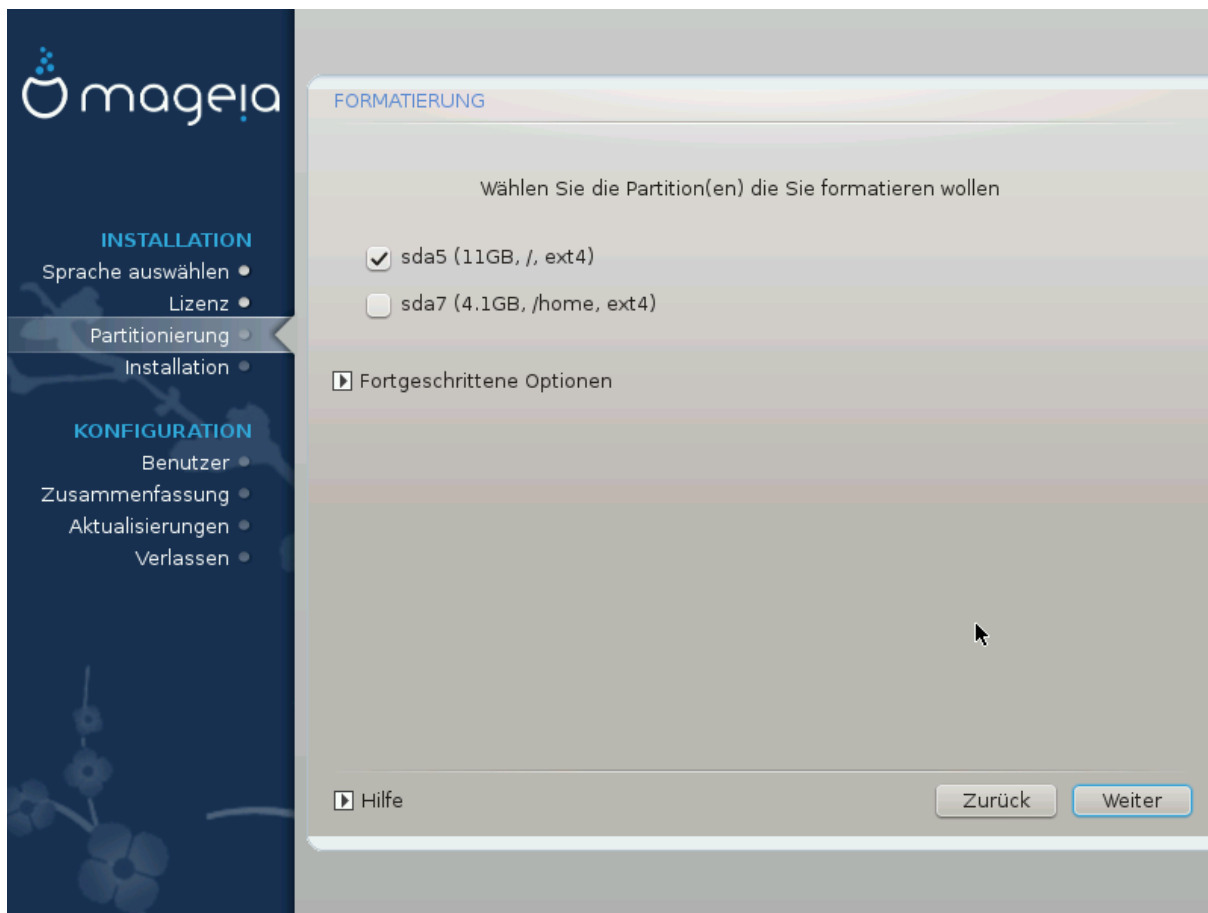 mageia
INSTALLATION
Sprache auswählen
Lizenz
Partitionierung
Installation
KONFIGURATION
Benutzer
Zusammenfassung
Aktualisierungen
Verlassen
FORMATIERUNG
Wählen Sie die Partition(en) die Sie formatieren wollen
sda5 (11GB, /, ext4)
sda7 (4.1GB, /home, ext4)
Fortgeschrittene Optionen
Hilfe
Zurück
Weiter